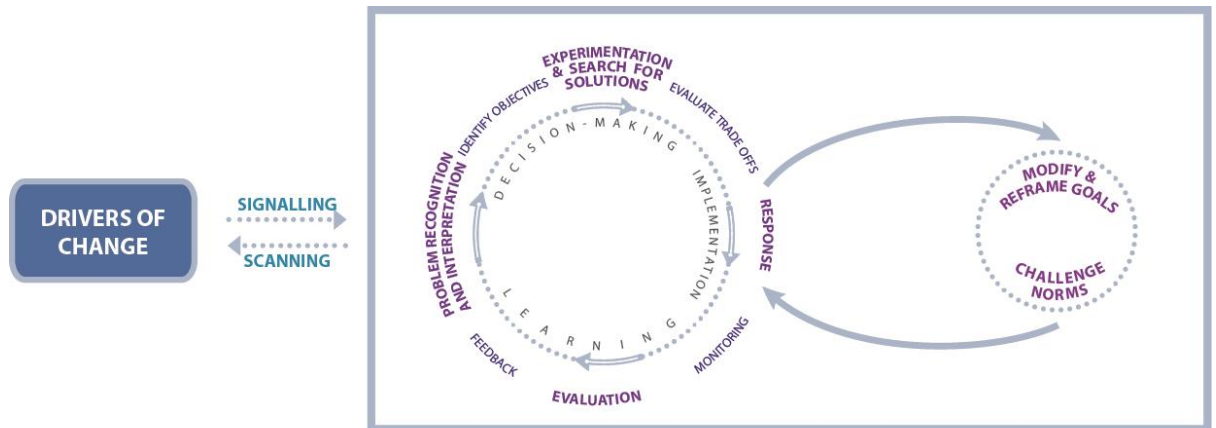 DRIVERS OF
CHANGE
SIGNALLING
SCANNING
PROBLEM RECOGNITION
AND INTERPRETATION
IDENTIFY OBJECTIVES
EXPERIMENTATION
& SEARCH FOR
SOLUTIONS
EVALUATE TRADE OFFS
RESPONSE
MONITORING
EVALUATION
FEEDBACK
DECISION-MAKING
IMPLEMENTATION
LEARNING
MODIFY &
REFRAME GOALS
CHALLENGE
NORMS